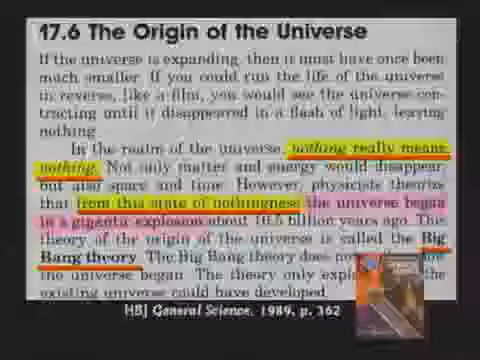 17.6 The Origin of the Universe
If the universe is expanding, then it must have once been
much smaller. If you could run the life of the universe
in reverse, like a film, you would see the universe con-
tracting until it disappeared in a flash of light, leaving
nothing.
In the realm of the universe, nothing really means
nothing. Not only matter and energy would disappear,
but also space and time. However, physicists theorize
that from this state of nothingness the universe began
in a gigantic explosion about 16.5 billion years ago. This
theory of the origin of the universe is called the Big
Bang theory. The Big Bang theory does not
the universe began. The theory only the
existing universe could have developed.
HBJ General Science, 1989, p. 362